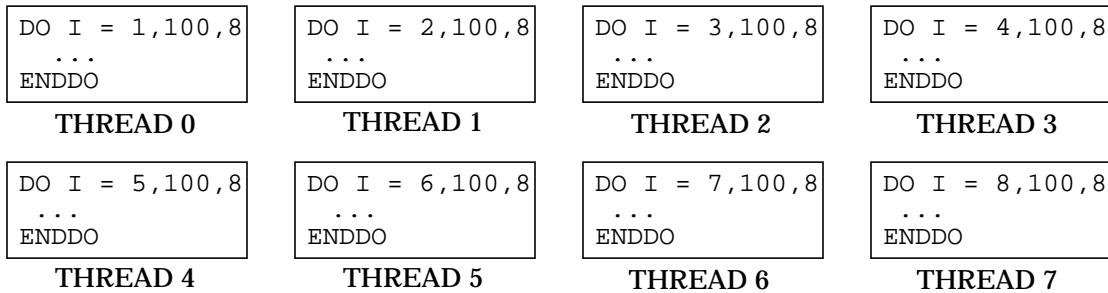 DO I = 1,100,8
...
ENDDO
THREAD 0
DO I = 2,100,8
...
ENDDO
THREAD 1
DO I = 3,100,8
...
ENDDO
THREAD 2
DO I = 4,100,8
...
ENDDO
THREAD 3
DO I = 5,100,8
...
ENDDO
THREAD 4
DO I = 6,100,8
...
ENDDO
THREAD 5
DO I = 7,100,8
...
ENDDO
THREAD 6
DO I = 8,100,8
...
ENDDO
THREAD 7